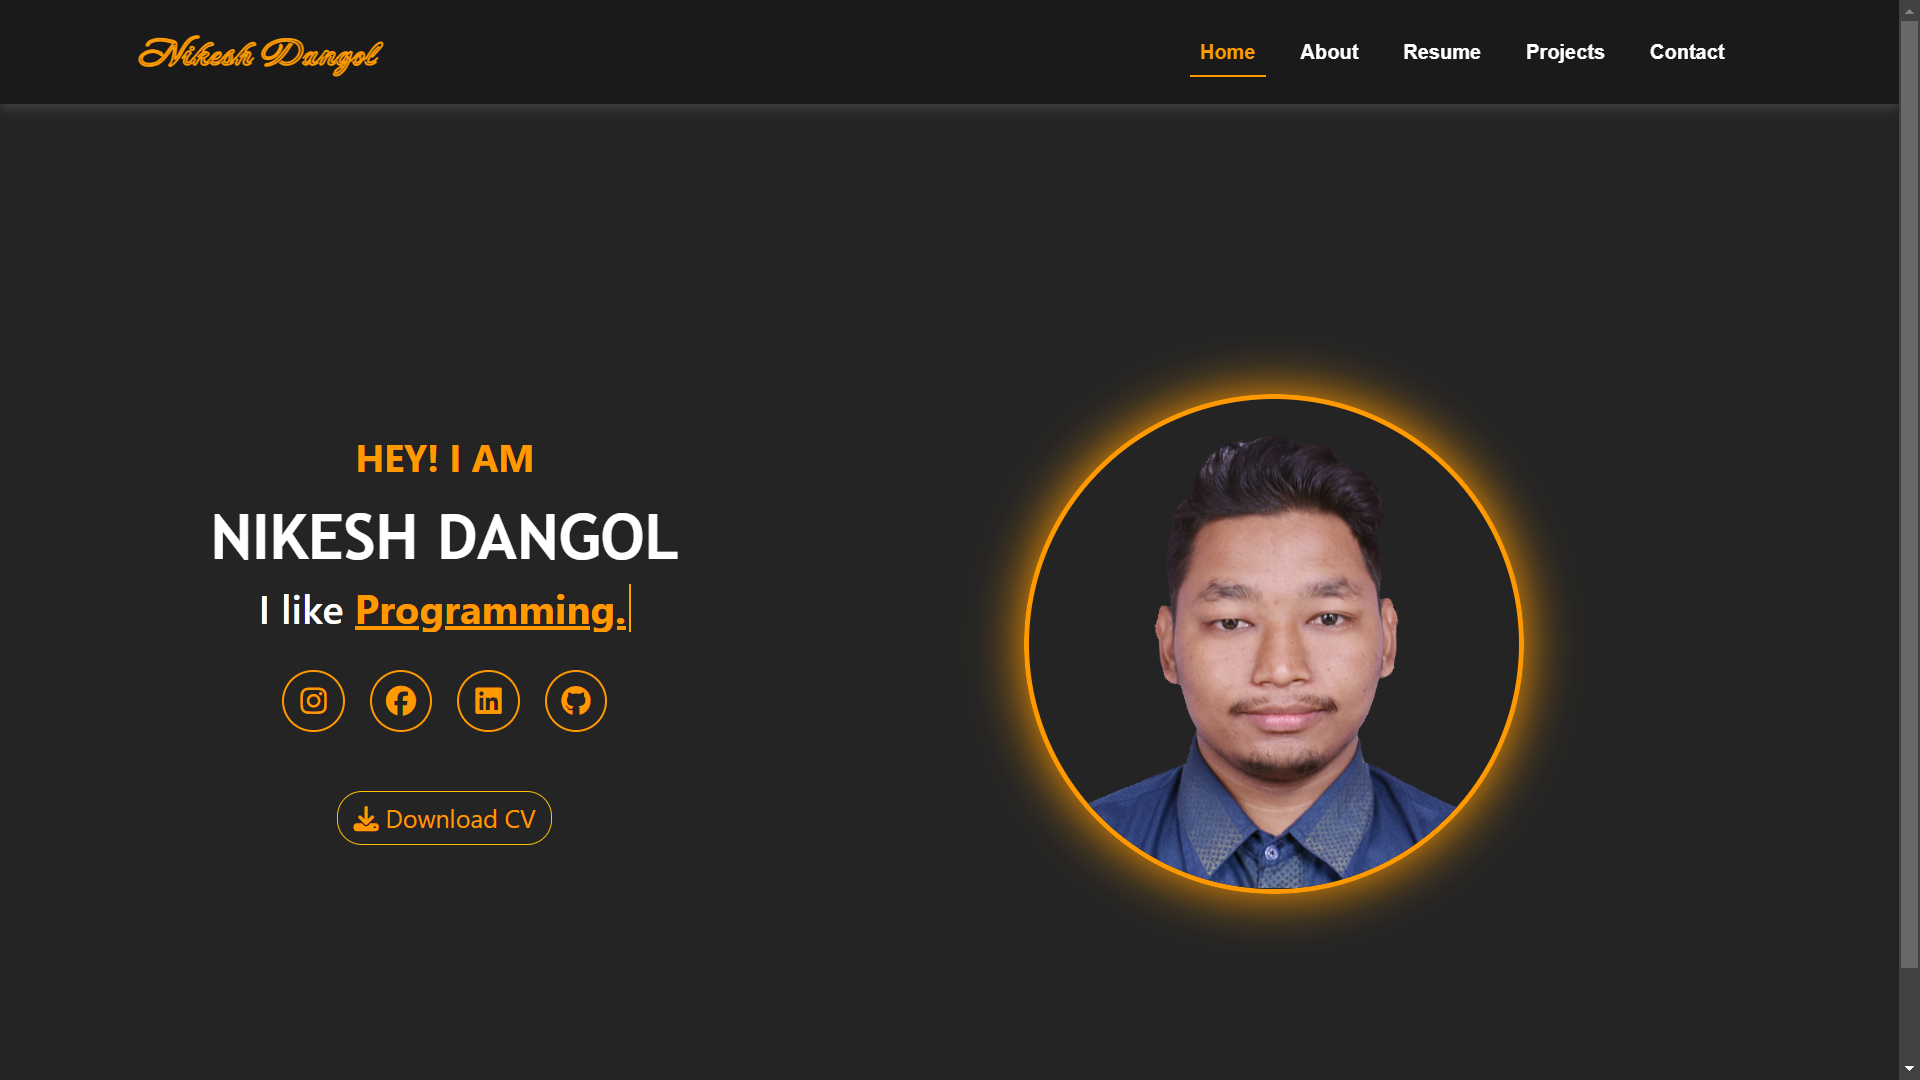 Nikesh Dangol
Home About Resume Projects Contact
HEY! I AM
NIKESH DANGOL
I like Programming.
Download CV